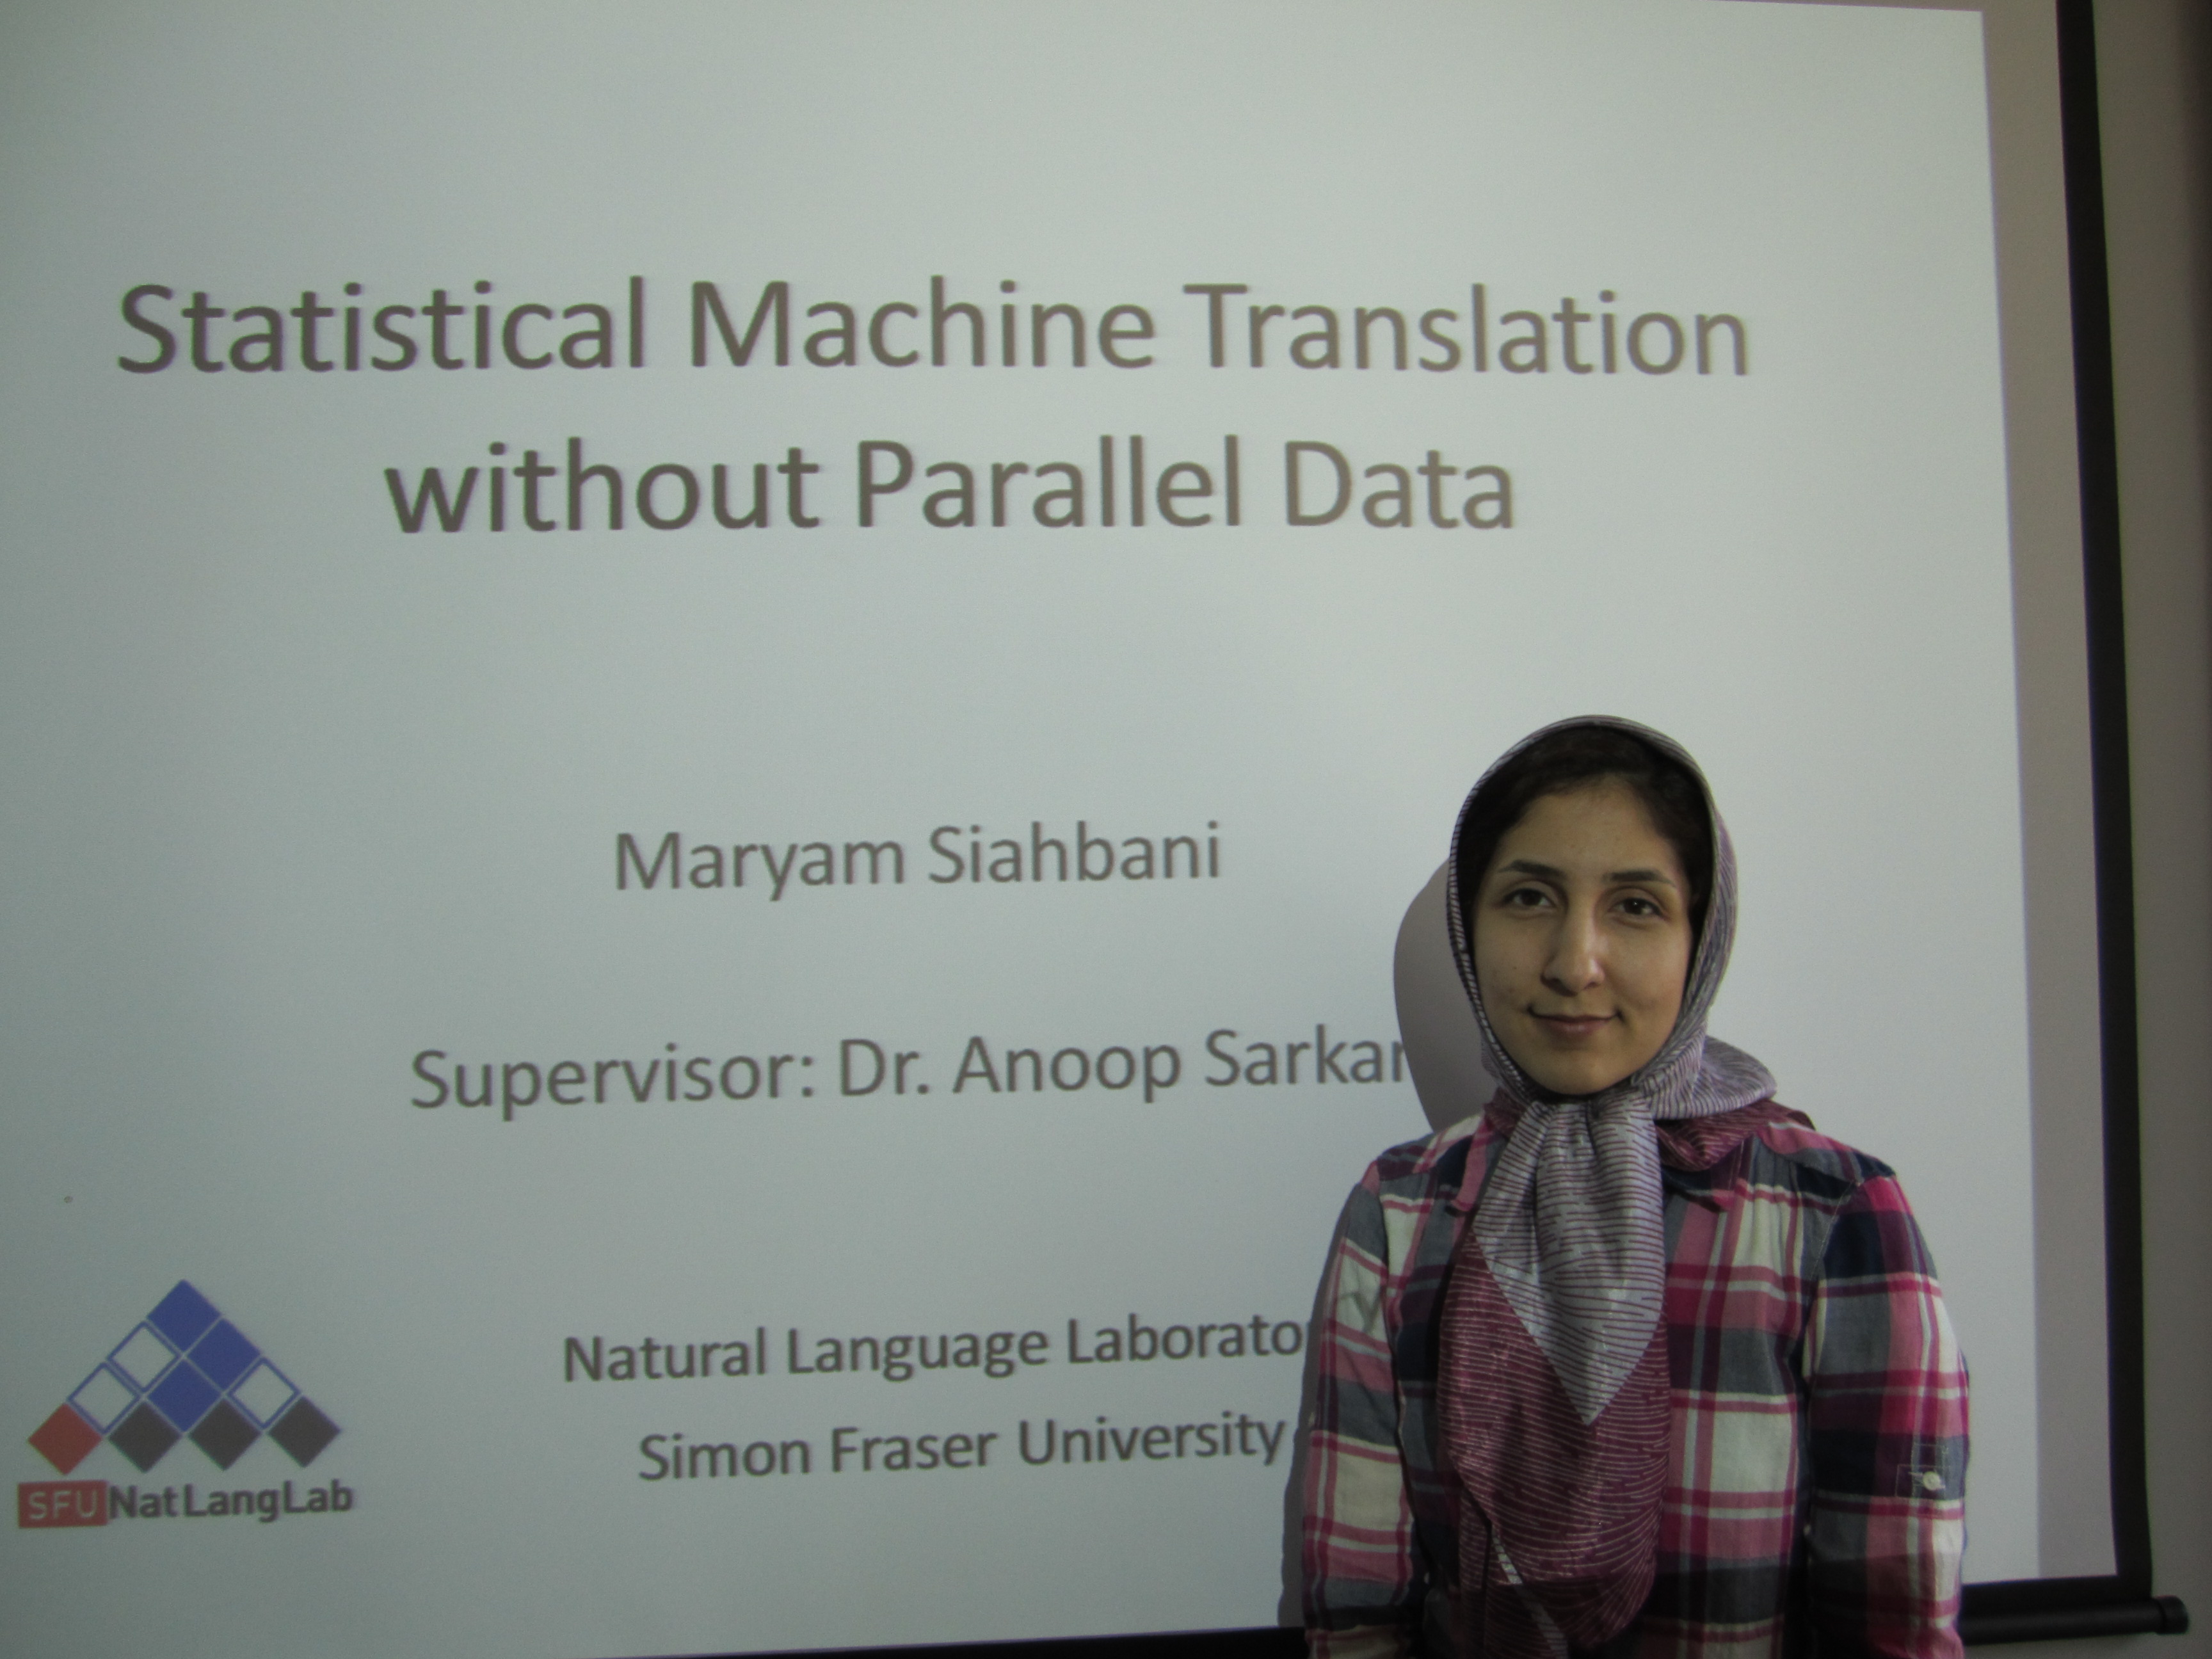 Statistical Machine Translation
without Parallel Data
Maryam Siahbani
Supervisor: Dr. Anoop Sarkar
Natural Language Laborato
Simon Fraser University
SFU NatLangLab